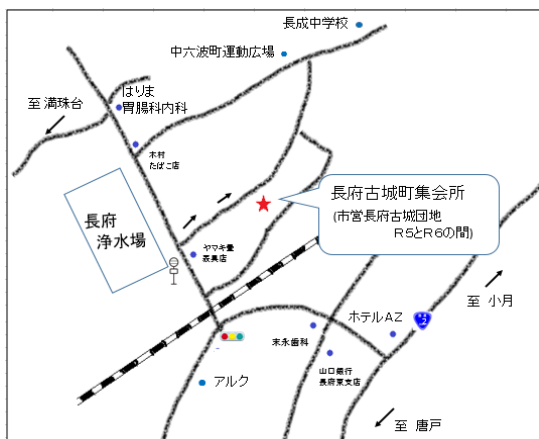 長成中学校
中六波町運動広場
はりま
胃腸科内科
至 満珠台
木村
たばこ店
長府
浄水場
長府古城町集会所
(市営長府古城団地
R5とR6の間)
ヤマキ畳
表具店
至 小月
ホテルAZ
2
末永歯科
山口銀行
長府東支店
アルク
至 唐戸